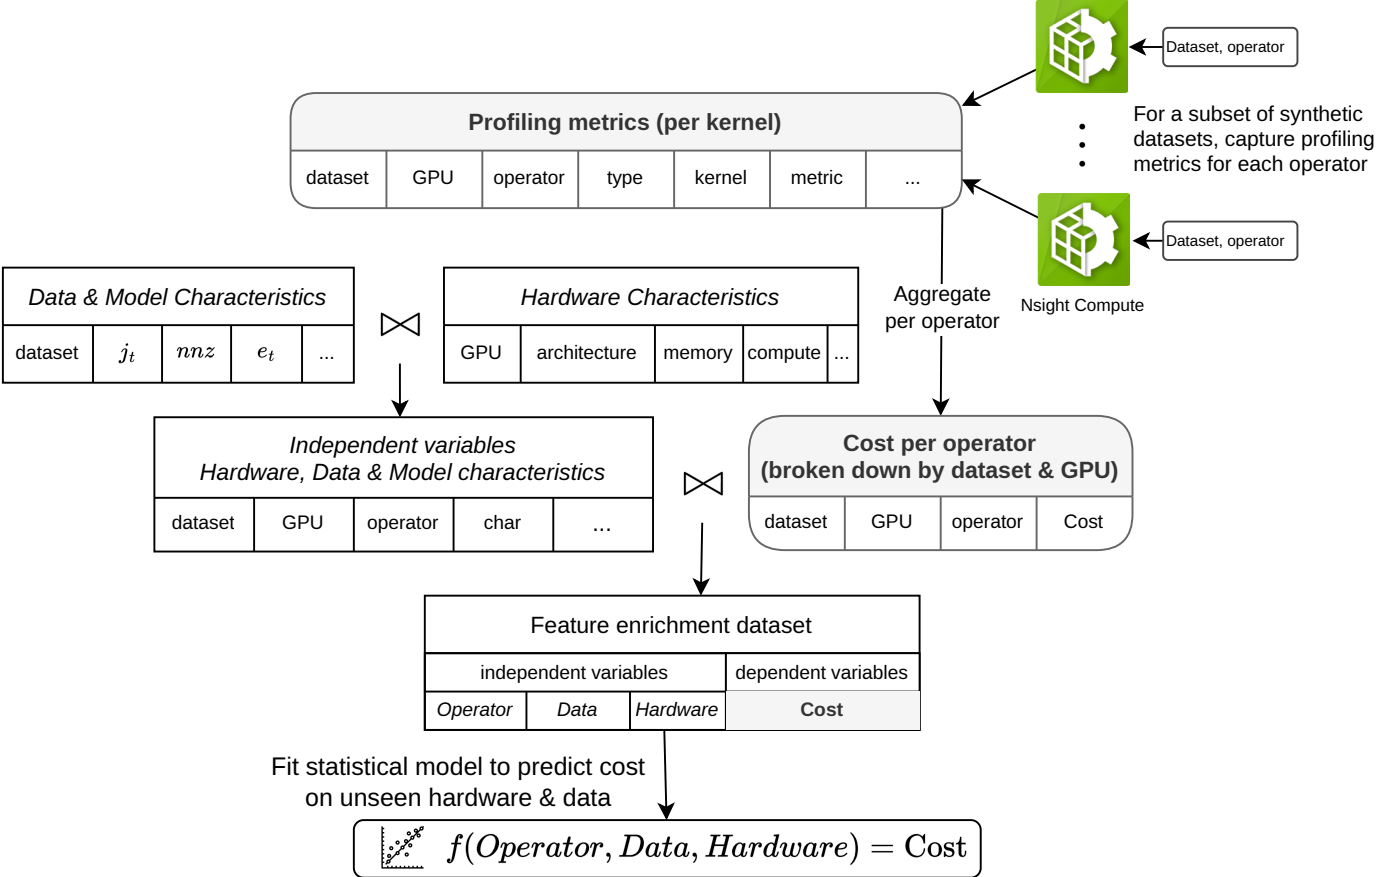 Dataset, operator
For a subset of synthetic
datasets, capture profiling
metrics for each operator
Profiling metrics (per kernel)
dataset GPU operator type kernel metric ...
Dataset, operator
Nsight Compute
Data & Model Characteristics
dataset j_t nnz e_t ...
⋈
Hardware Characteristics
GPU architecture memory compute ...
Aggregate
per operator
Independent variables
Hardware, Data & Model characteristics
dataset GPU operator char ...
⋈
Cost per operator
(broken down by dataset & GPU)
dataset GPU operator Cost
Feature enrichment dataset
independent variables dependent variables
Operator Data Hardware Cost
Fit statistical model to predict cost
on unseen hardware & data
f(Operator, Data, Hardware) = Cost